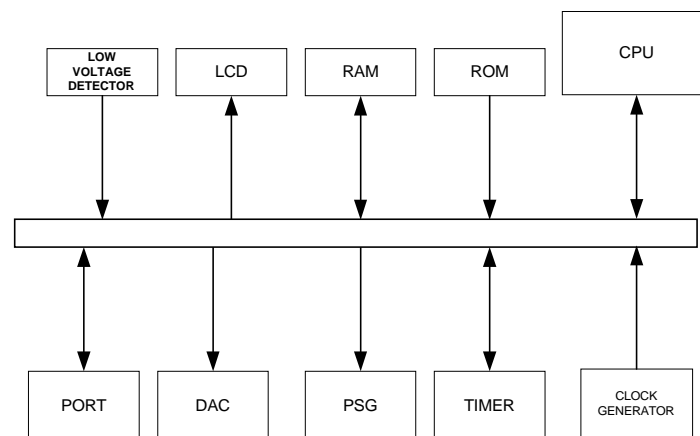 LOW
VOLTAGE
DETECTOR
LCD
RAM
ROM
CPU
PORT
DAC
PSG
TIMER
CLOCK
GENERATOR